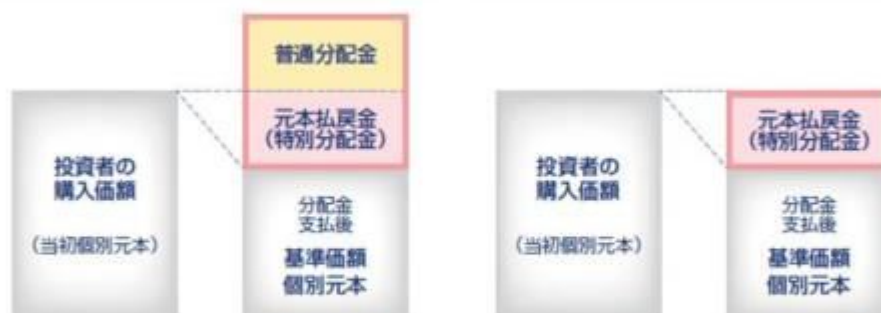 普通分配金
元本払戻金
(特別分配金)
投資者の
購入価額
(当初個別元本)
分配金
支払後
基準価額
個別元本
元本払戻金
(特別分配金)
投資者の
購入価額
(当初個別元本)
分配金
支払後
基準価額
個別元本